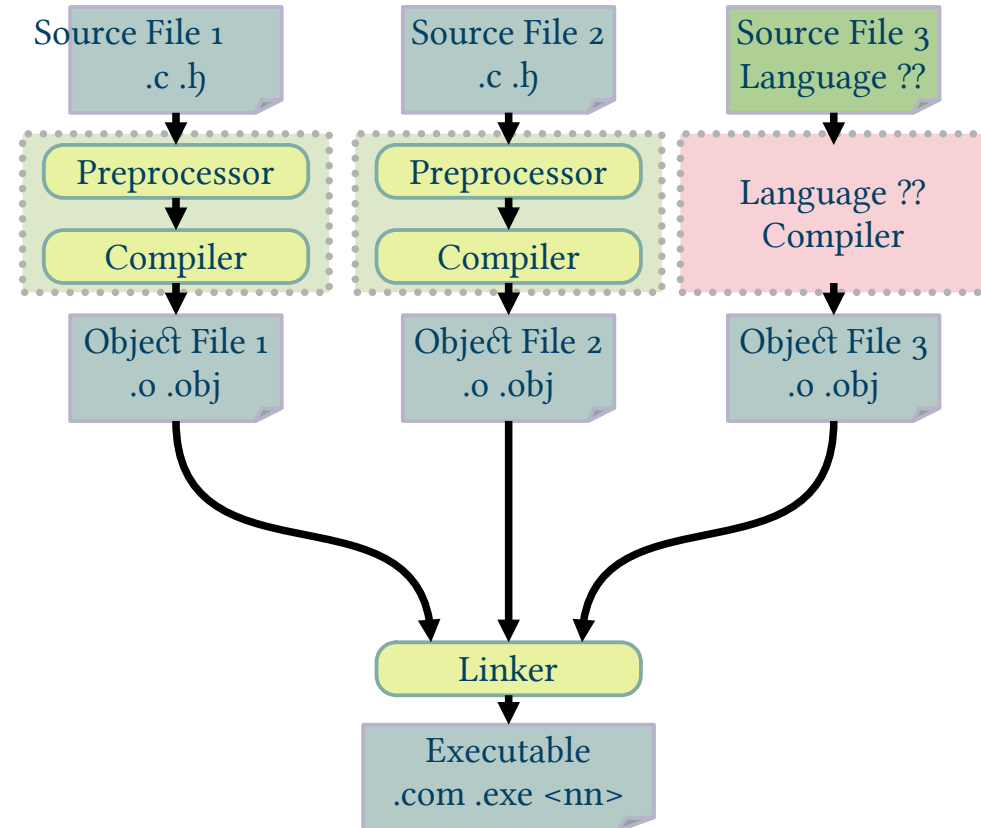 Source File 1
.c .h
Source File 2
.c .h
Source File 3
Language ??
Preprocessor
Compiler
Preprocessor
Compiler
Language ??
Compiler
Object File 1
.o .obj
Object File 2
.o .obj
Object File 3
.o .obj
Linker
Executable
.com .exe <nn>